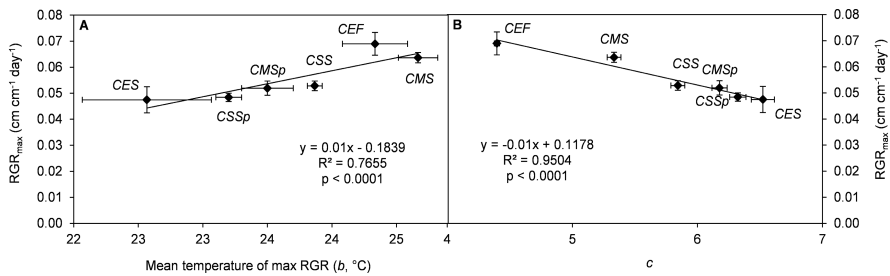 A
B
0.08
0.07
0.06
0.05
0.04
0.03
0.02
0.01
0.00
RGRmax (cm cm⁻¹ day⁻¹)
CES
CSSp
CMSp
CSS
CEF
CMS
y = 0.01x - 0.1839
R² = 0.7655
p < 0.0001
22
23
23
24
24
25
Mean temperature of max RGR (b, °C)
CEF
CMS
CSS
CMSp
CSSp
CES
y = -0.01x + 0.1178
R² = 0.9504
p < 0.0001
4
5
6
7
c
0.08
0.07
0.06
0.05
0.04
0.03
0.02
0.01
0.00
RGRmax (cm cm⁻¹ day⁻¹)